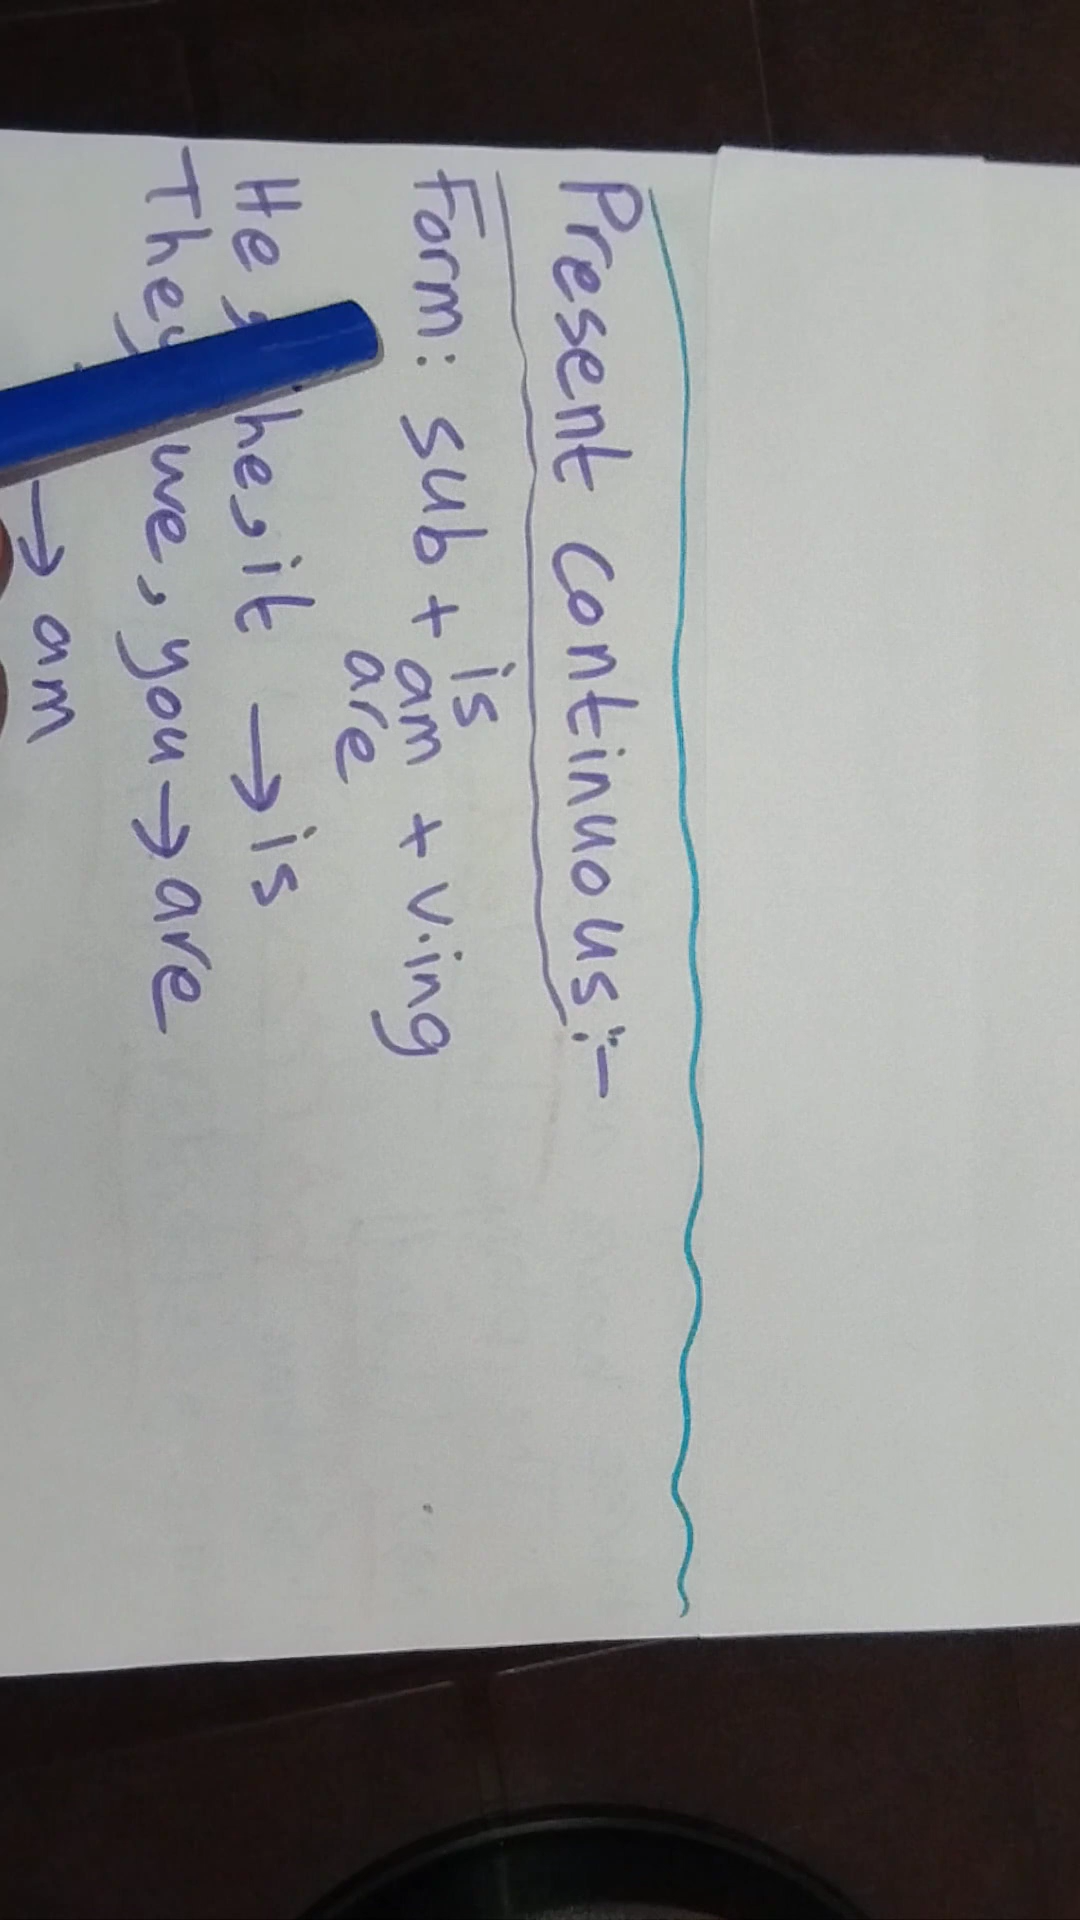 Present continuous:-
Form: sub + is
am + v.ing
are
He she,it → is
They we, you → are
→ am